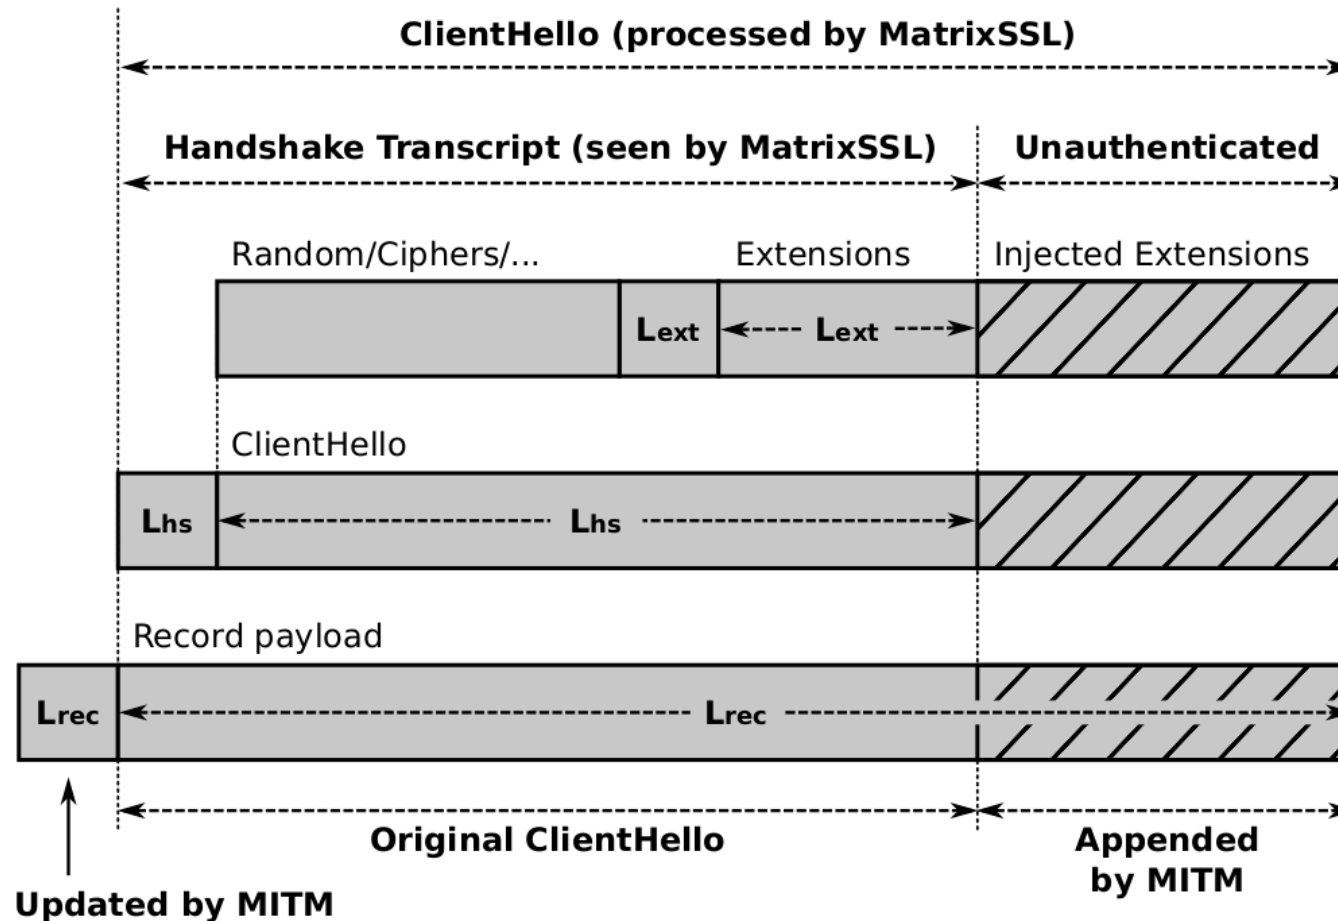 ClientHello (processed by MatrixSSL)
Handshake Transcript (seen by MatrixSSL)
Unauthenticated
Random/Ciphers/...
Extensions
Injected Extensions
Lext
Lext
ClientHello
Lhs
Lhs
Record payload
Lrec
Lrec
Original ClientHello
Appended
by MITM
Updated by MITM